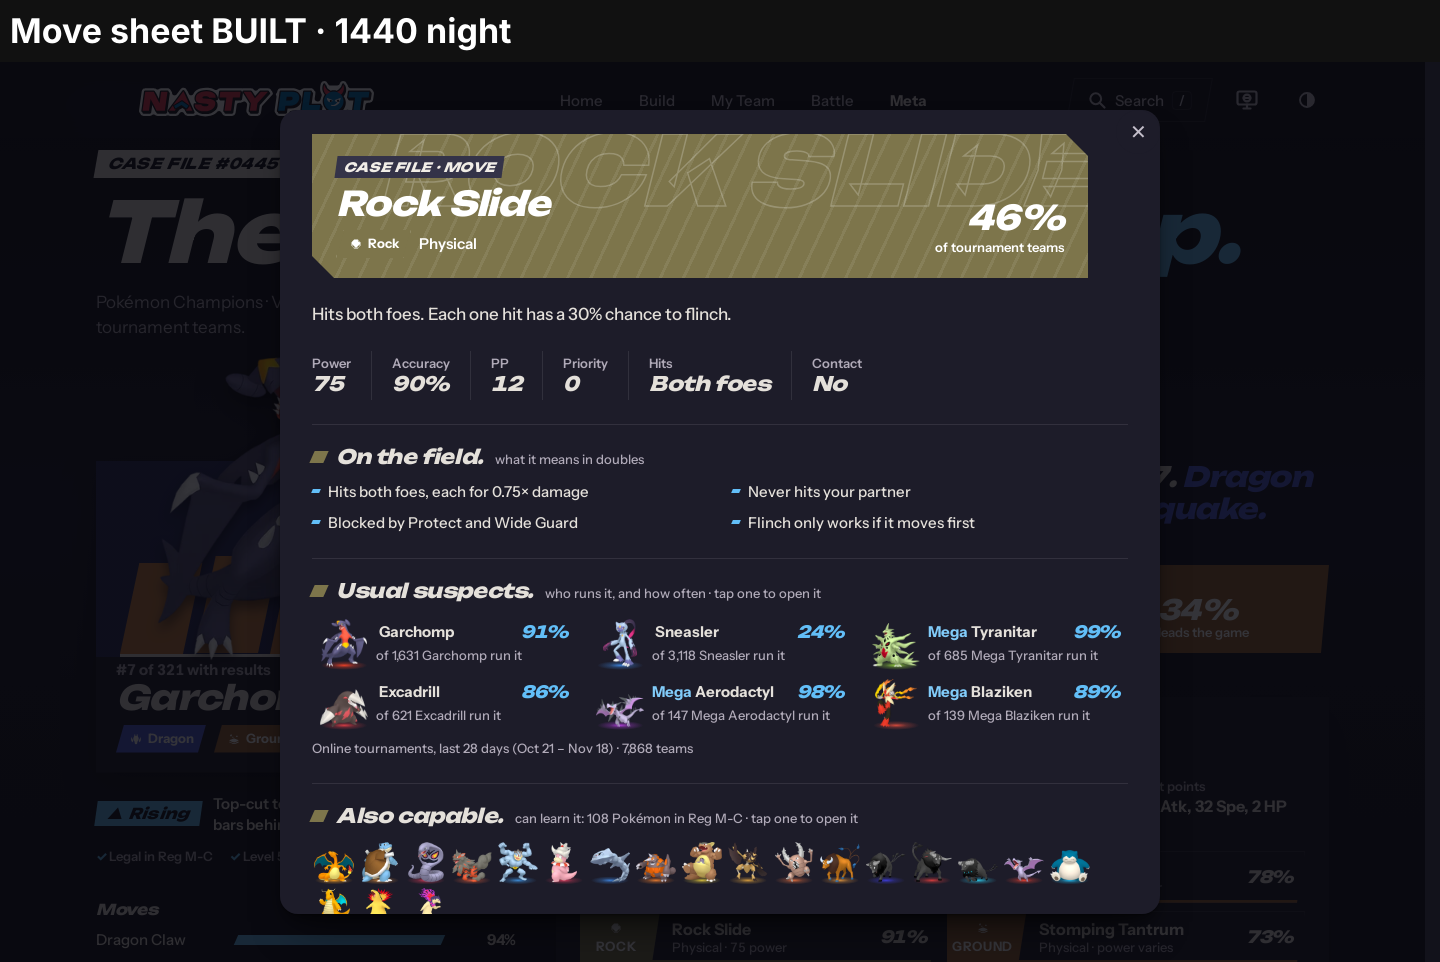 Move sheet BUILT · 1440 night
NASTY PLOT
Home Build My Team Battle Meta
Search /
CASE FILE #0445
The
p.
Pokémon Champions · V
tournament teams.
ROCK SLIDE
CASE FILE · MOVE
Rock Slide
Rock Physical
46%
of tournament teams
Hits both foes. Each one hit has a 30% chance to flinch.
Power Accuracy PP Priority Hits Contact
75 90% 12 0 Both foes No
On the field. what it means in doubles
Hits both foes, each for 0.75× damage
Never hits your partner
Blocked by Protect and Wide Guard
Flinch only works if it moves first
7. Dragon
quake.
34%
eads the game
Usual suspects. who runs it, and how often · tap one to open it
Garchomp 91%
of 1,631 Garchomp run it
Sneasler 24%
of 3,118 Sneasler run it
Mega Tyranitar 99%
of 685 Mega Tyranitar run it
Excadrill 86%
of 621 Excadrill run it
Mega Aerodactyl 98%
of 147 Mega Aerodactyl run it
Mega Blaziken 89%
of 139 Mega Blaziken run it
Online tournaments, last 28 days (Oct 21 – Nov 18) · 7,868 teams
Also capable. can learn it: 108 Pokémon in Reg M-C · tap one to open it
#7 of 321 with results
Garcho
Dragon Grou
▲ Rising
Top-cut t
bars behi
✓ Legal in Reg M-C ✓ Level
Moves
Dragon Claw 94%
t points
Atk, 32 Spe, 2 HP
78%
ROCK
Rock Slide
Physical · 75 power
91%
GROUND
Stomping Tantrum
Physical · power varies
73%